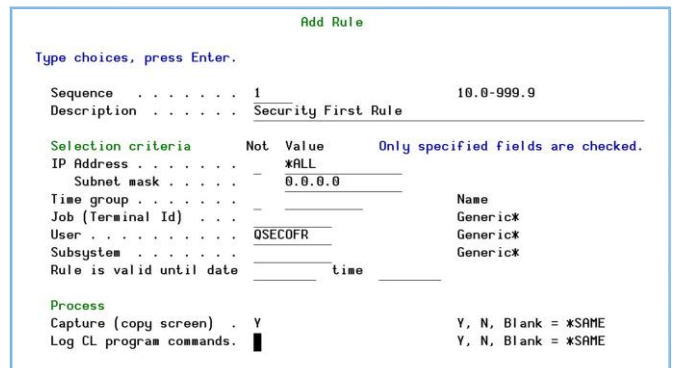 Add Rule
Type choices, press Enter.
Sequence . . . . . . . 1 10.0-999.9
Description . . . . . . Security First Rule
Selection criteria Not Value Only specified fields are checked.
IP Address . . . . . . . _ *ALL
Subnet mask . . . . . 0.0.0.0
Time group . . . . . . . _ Name
Job (Terminal Id) . . . Generic*
User . . . . . . . . . . QSECOFR Generic*
Subsystem . . . . . . . Generic*
Rule is valid until date time
Process
Capture (copy screen) . Y Y, N, Blank = *SAME
Log CL program commands. Y, N, Blank = *SAME